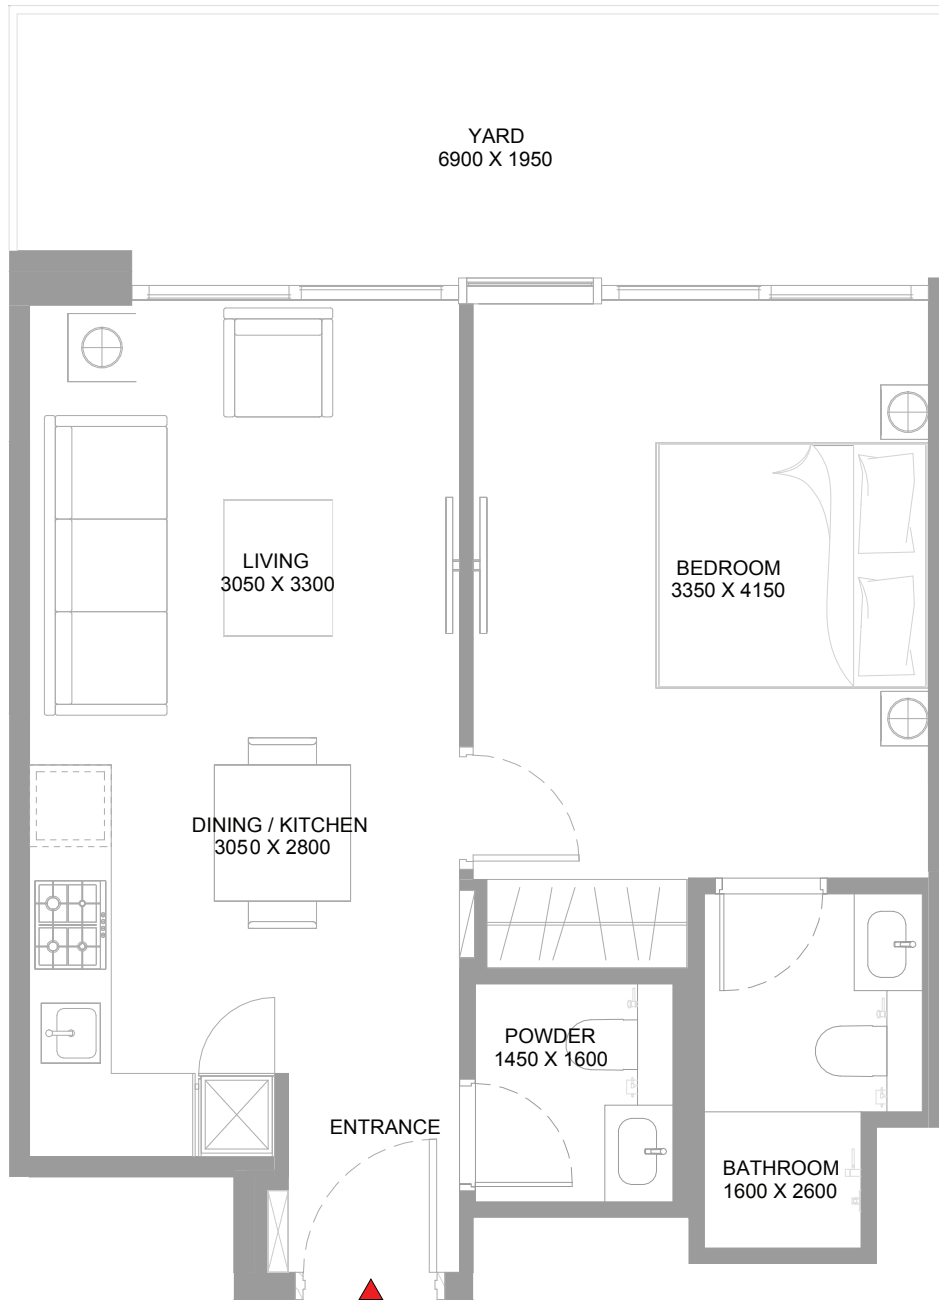 YARD
6900 X 1950
LIVING
3050 X 3300
BEDROOM
3350 X 4150
DINING / KITCHEN
3050 X 2800
POWDER
1450 X 1600
ENTRANCE
BATHROOM
1600 X 2600